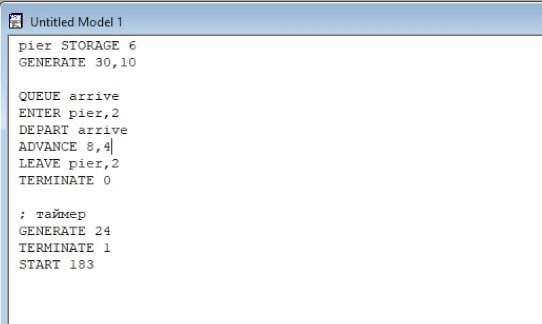 Untitled Model 1
pier STORAGE 6
GENERATE 30,10
QUEUE arrive
ENTER pier,2
DEPART arrive
ADVANCE 8,4
LEAVE pier,2
TERMINATE 0
; таймер
GENERATE 24
TERMINATE 1
START 183